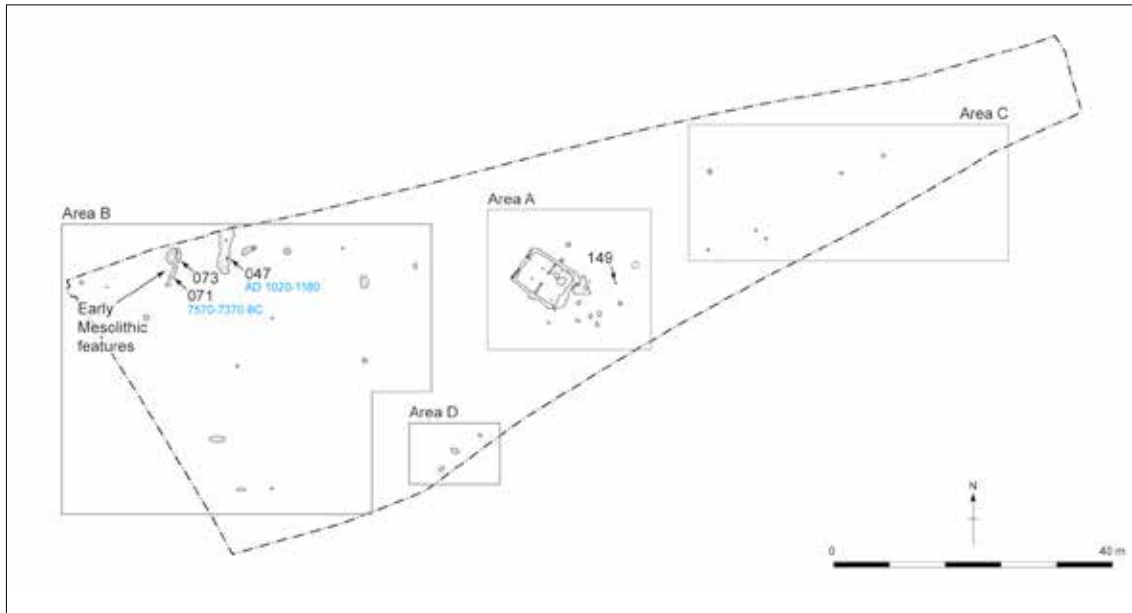 Area C
Area A
Area B
149
073
047
AD 1020-1180
071
7570-7370 BC
Early
Mesolithic
features
Area D
N
0
40 m